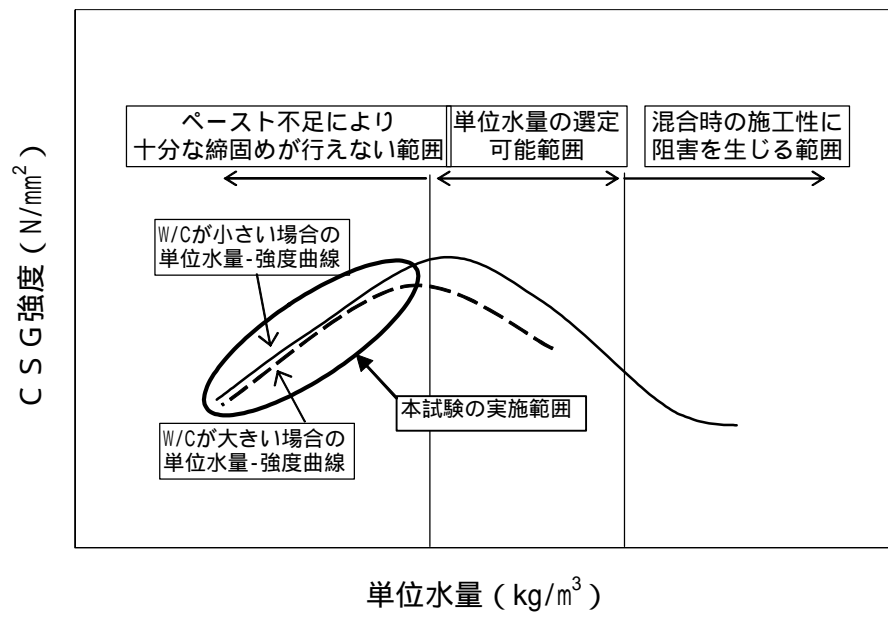 ペースト不足により
十分な締固めが行えない範囲
単位水量の選定
可能範囲
混合時の施工性に
阻害を生じる範囲
W/Cが小さい場合の
単位水量-強度曲線
本試験の実施範囲
W/Cが大きい場合の
単位水量-強度曲線
CSG強度(N/mm²)
単位水量(kg/m³)